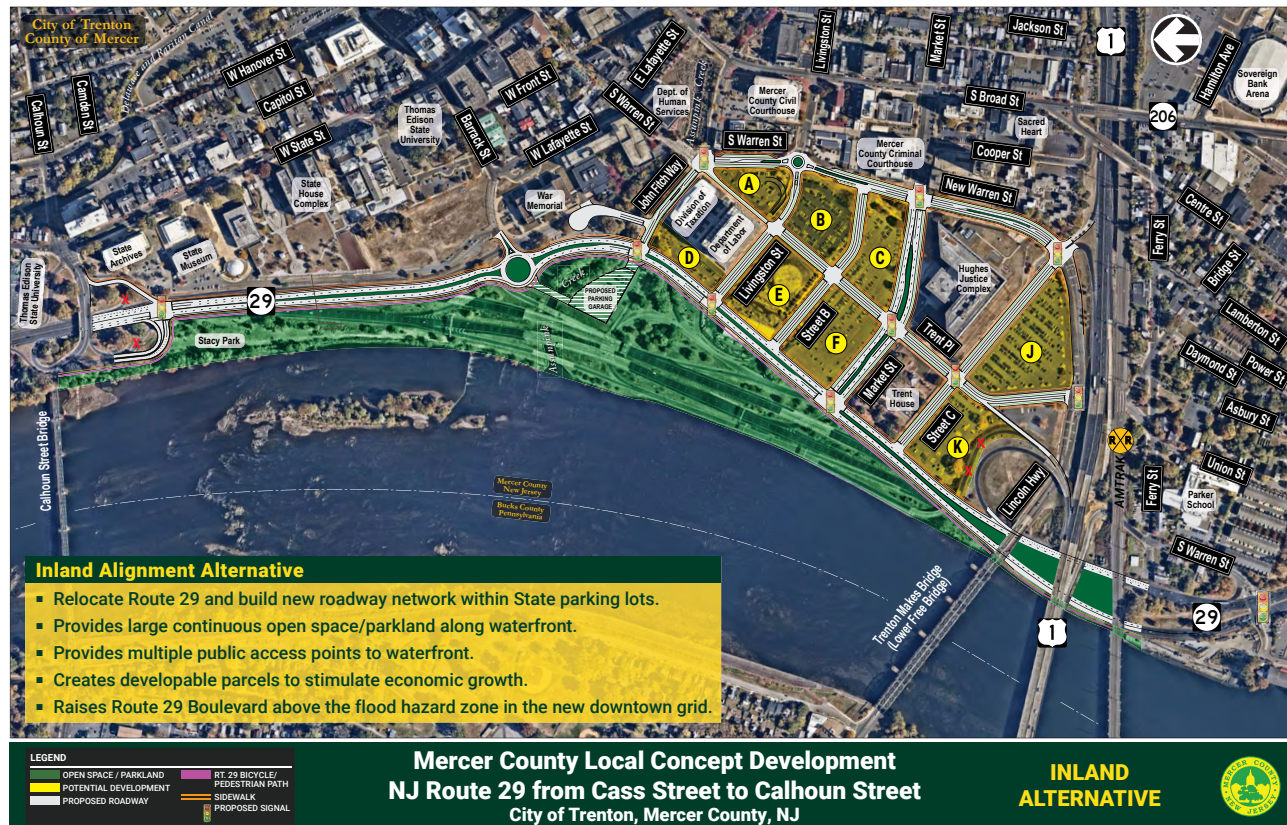 City of Trenton
County of Mercer
Delaware and Raritan Canal
Calhoun St
Camden St
W Hanover St
Capitol St
W State St
Thomas
Edison
State
University
Barrack St
W Front St
W Lafayette St
S Warren St
E Lafayette St
Dept. of
Human
Services
Assunpink Creek
Mercer
County Civil
Courthouse
Livingston St
Market St
Jackson St
1
Hamilton Ave
Sovereign
Bank
Arena
206
S Broad St
Sacred
Heart
Cooper St
Mercer
County Criminal
Courthouse
New Warren St
S Warren St
John Fitch Way
State
House
Complex
War
Memorial
State
Archives
State
Museum
Thomas Edison
State University
X
X
29
Stacy Park
Creek
PROPOSED
PARKING
GARAGE
Division of
Taxation
Department
of Labor
A
B
C
D
E
F
J
K
Livingston St
Street B
Market St
Trent Pl
Hughes
Justice
Complex
Trent
House
Street C
X
X
Lincoln Hwy
Ferry St
Centre St
Bridge St
Lamberton St
Power St
Daymond St
Asbury St
Union St
R R
AMTRAK
Ferry St
Parker
School
S Warren St
29
1
Calhoun Street Bridge
Mercer County
New Jersey
Bucks County
Pennsylvania
Trenton Makes Bridge
(Lower Free Bridge)
Inland Alignment Alternative
▪ Relocate Route 29 and build new roadway network within State parking lots.
▪ Provides large continuous open space/parkland along waterfront.
▪ Provides multiple public access points to waterfront.
▪ Creates developable parcels to stimulate economic growth.
▪ Raises Route 29 Boulevard above the flood hazard zone in the new downtown grid.
LEGEND
OPEN SPACE / PARKLAND
POTENTIAL DEVELOPMENT
PROPOSED ROADWAY
RT. 29 BICYCLE/
PEDESTRIAN PATH
SIDEWALK
PROPOSED SIGNAL
Mercer County Local Concept Development
NJ Route 29 from Cass Street to Calhoun Street
City of Trenton, Mercer County, NJ
INLAND
ALTERNATIVE
MERCER COUNTY
NEW JERSEY